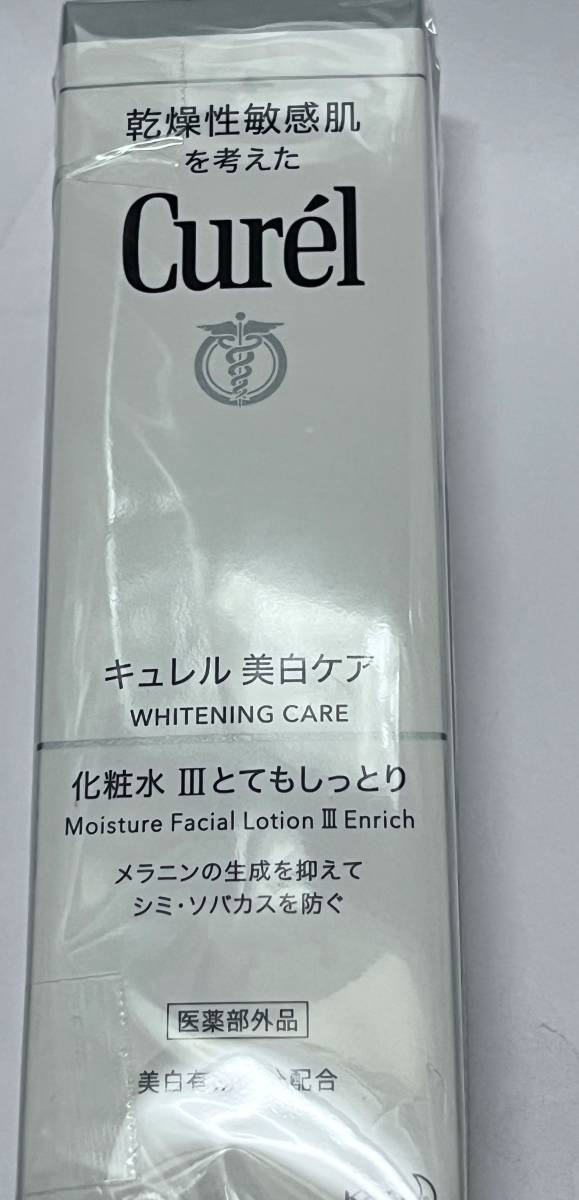 乾燥性敏感肌
を考えた
Curél
キュレル 美白ケア
WHITENING CARE
化粧水 Ⅲとてもしっとり
Moisture Facial Lotion Ⅲ Enrich
メラニンの生成を抑えて
シミ・ソバカスを防ぐ
医薬部外品
美白有 配合